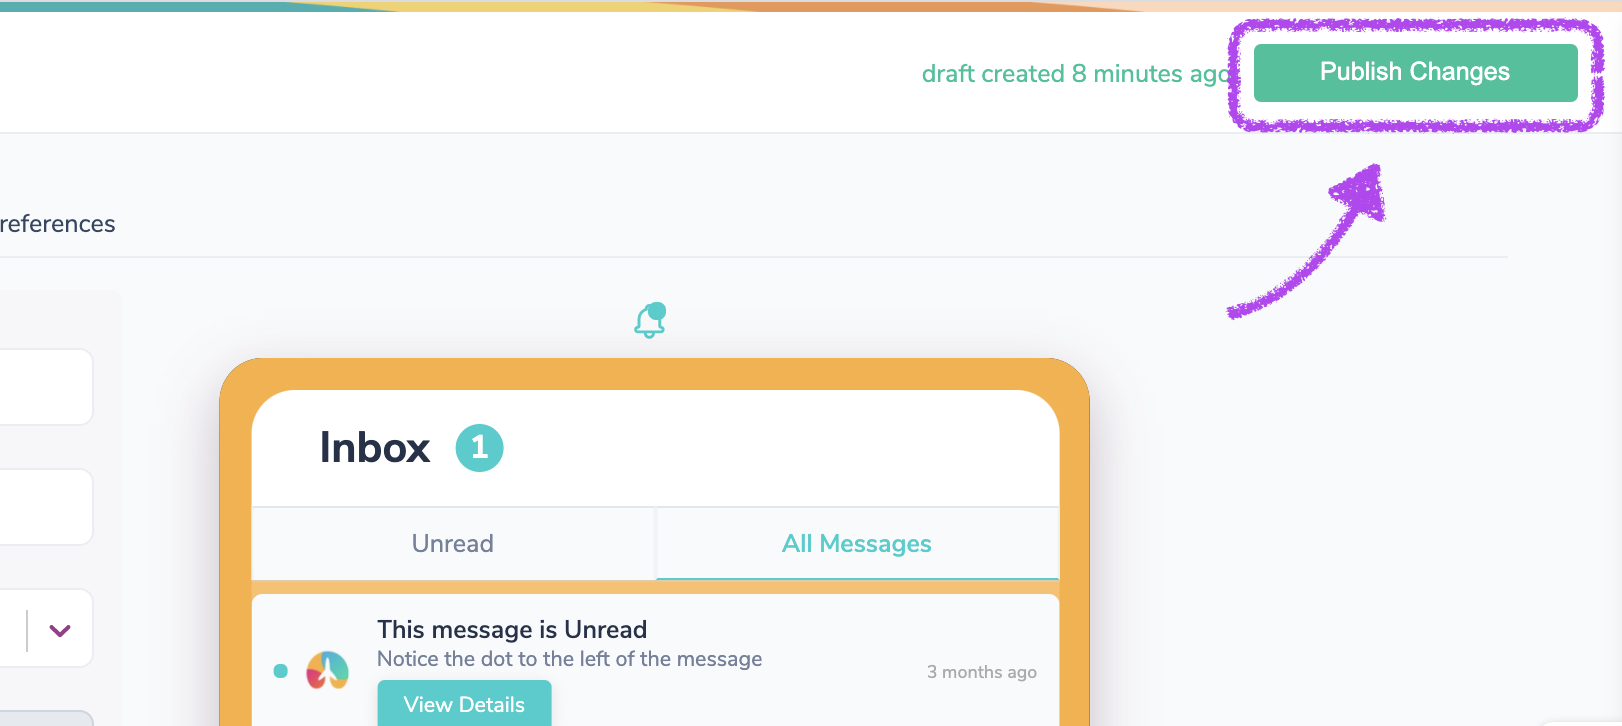 draft created 8 minutes ago
Publish Changes
references
Inbox 1
Unread
All Messages
This message is Unread
Notice the dot to the left of the message
3 months ago
View Details